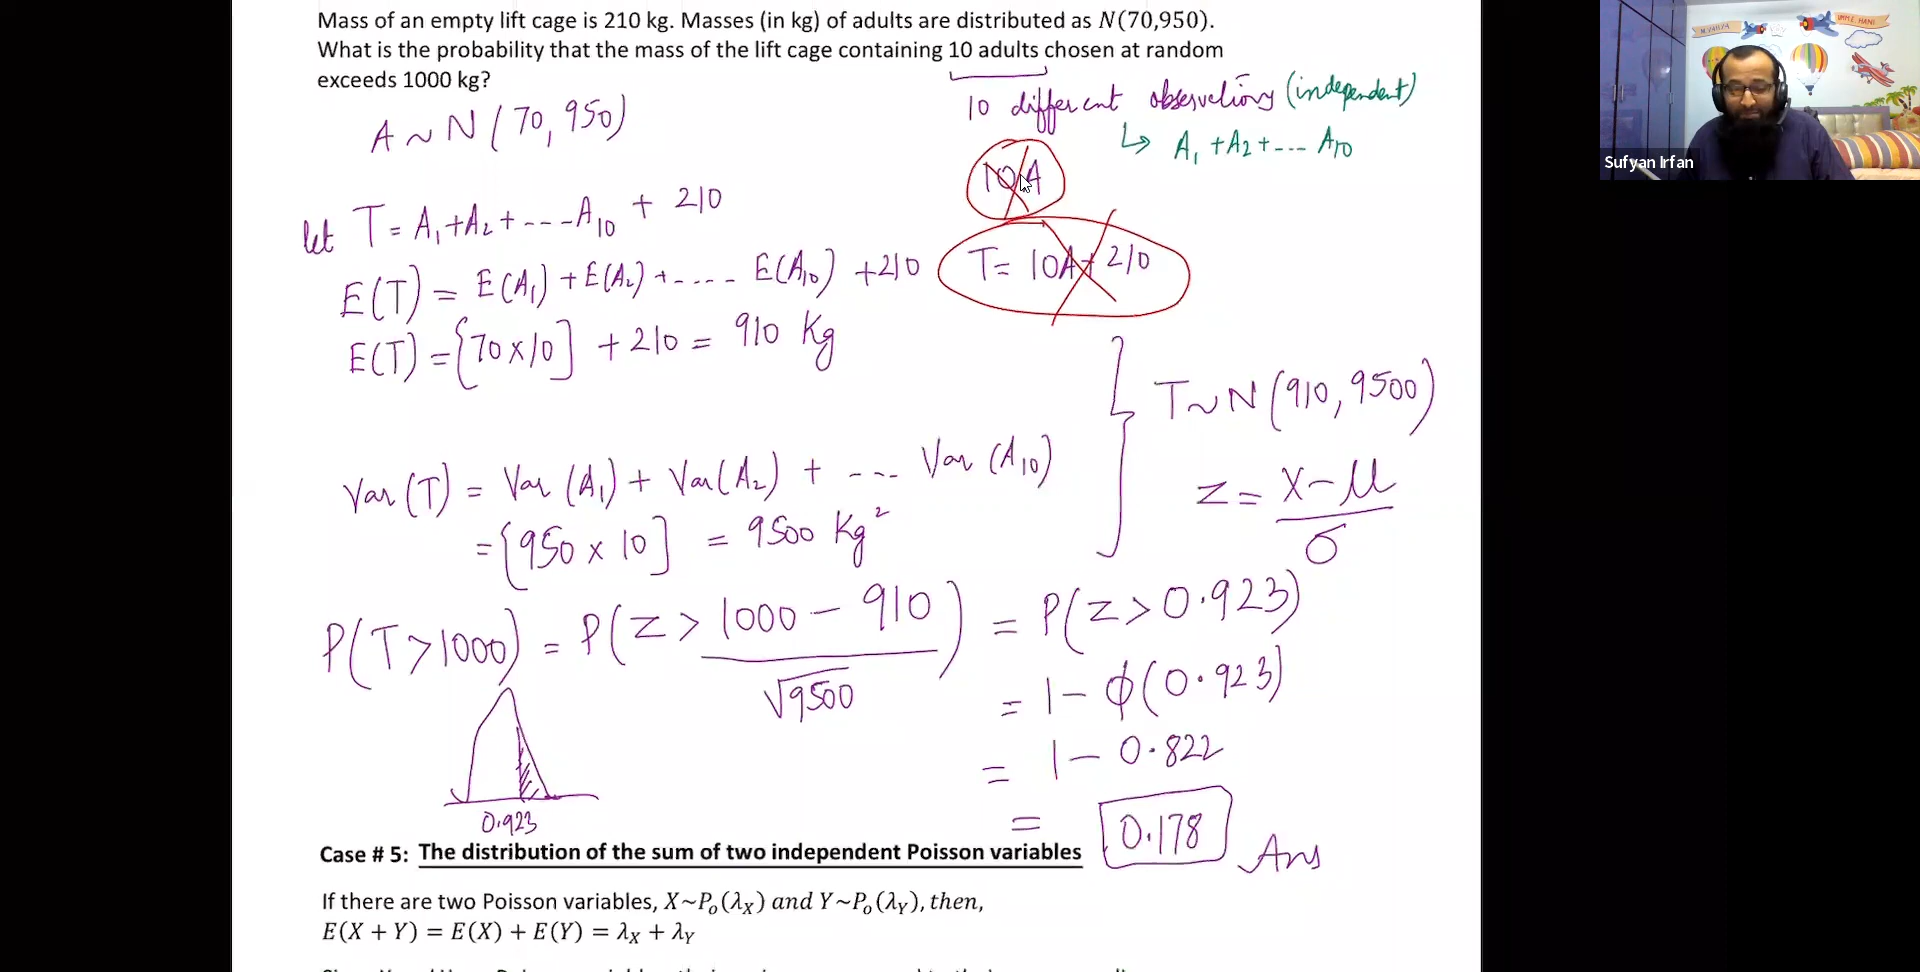 Mass of an empty lift cage is 210 kg. Masses (in kg) of adults are distributed as N(70,950).
What is the probability that the mass of the lift cage containing 10 adults chosen at random
exceeds 1000 kg?
10 different observations (independent)
↳ A₁ + A₂ + ---- A₁₀
A ~ N(70, 950)
10A
let T = A₁ + A₂ + --- A₁₀ + 210
E(T) = E(A₁) + E(A₂) + ----- E(A₁₀) + 210
T = 10A + 210
E(T) = [70 x 10] + 210 = 910 Kg
T ~ N(910, 9500)
Var(T) = Var(A₁) + Var(A₂) + --- Var(A₁₀)
= [950 x 10] = 9500 Kg²
z = (X - μ)/σ
P(T > 1000) = P(z > (1000 - 910)/√9500) = P(z > 0.923)
= 1 - ϕ(0.923)
= 1 - 0.822
= 0.178 Ans
0.923
Case # 5: The distribution of the sum of two independent Poisson variables
If there are two Poisson variables, X~Pₒ(λ_X) and Y~Pₒ(λ_Y), then,
E(X + Y) = E(X) + E(Y) = λ_X + λ_Y
Sufyan Irfan
UMM E. HANI